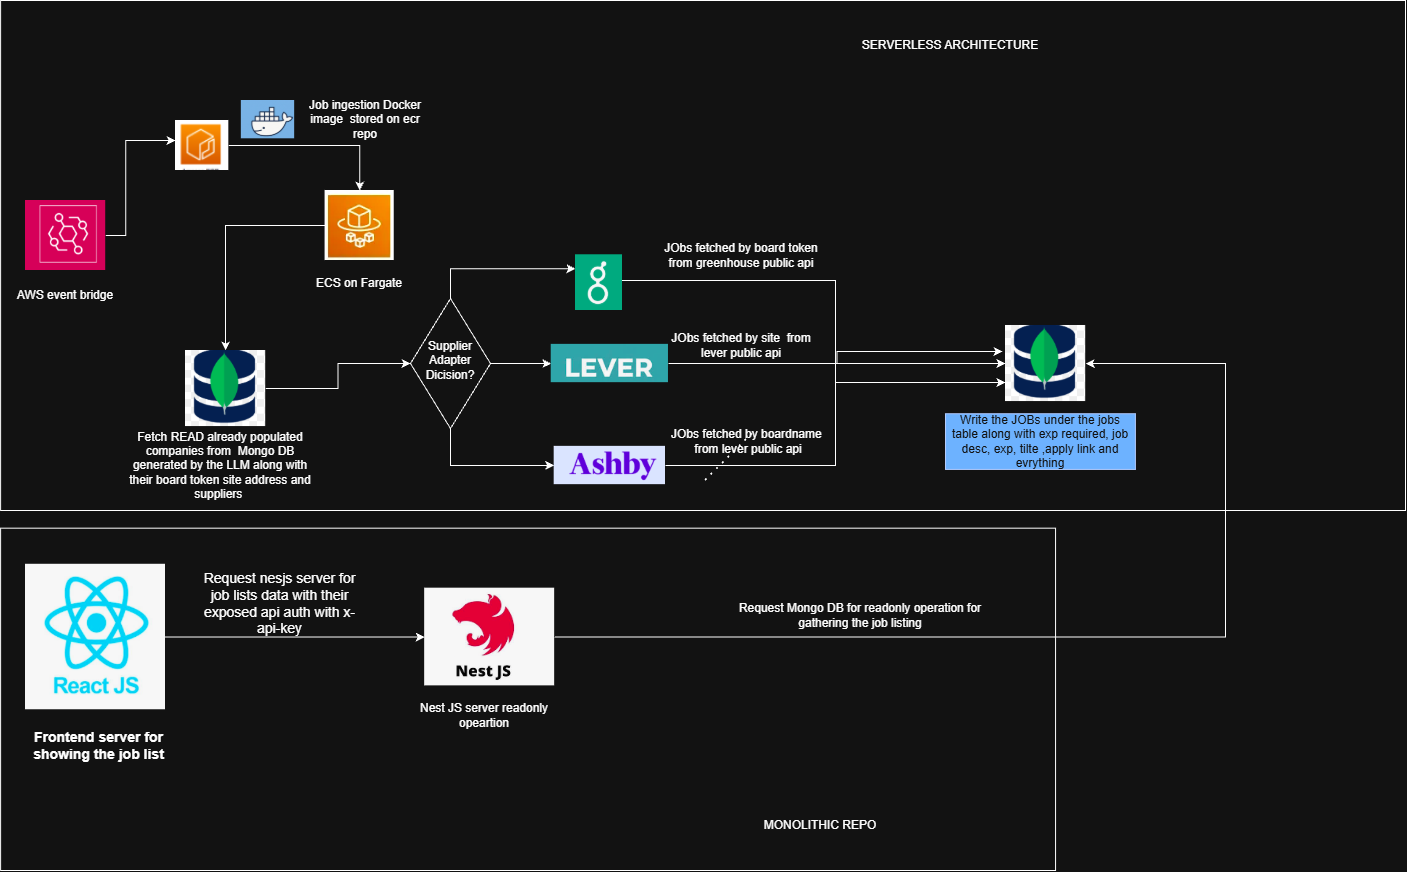 SERVERLESS ARCHITECTURE
Job ingestion Docker
image stored on ecr
repo
AWS event bridge
ECS on Fargate
JObs fetched by board token
from greenhouse public api
Supplier
Adapter
Dicision?
JObs fetched by site from
lever public api
LEVER
JObs fetched by boardname
from lever public api
Ashby
Fetch READ already populated
companies from Mongo DB
generated by the LLM along with
their board token site address and
suppliers
Write the JOBs under the jobs
table along with exp required, job
desc, exp, tilte ,apply link and
evrything
React JS
Frontend server for
showing the job list
Request nesjs server for
job lists data with their
exposed api auth with x-
api-key
Nest JS
Nest JS server readonly
opeartion
Request Mongo DB for readonly operation for
gathering the job listing
MONOLITHIC REPO